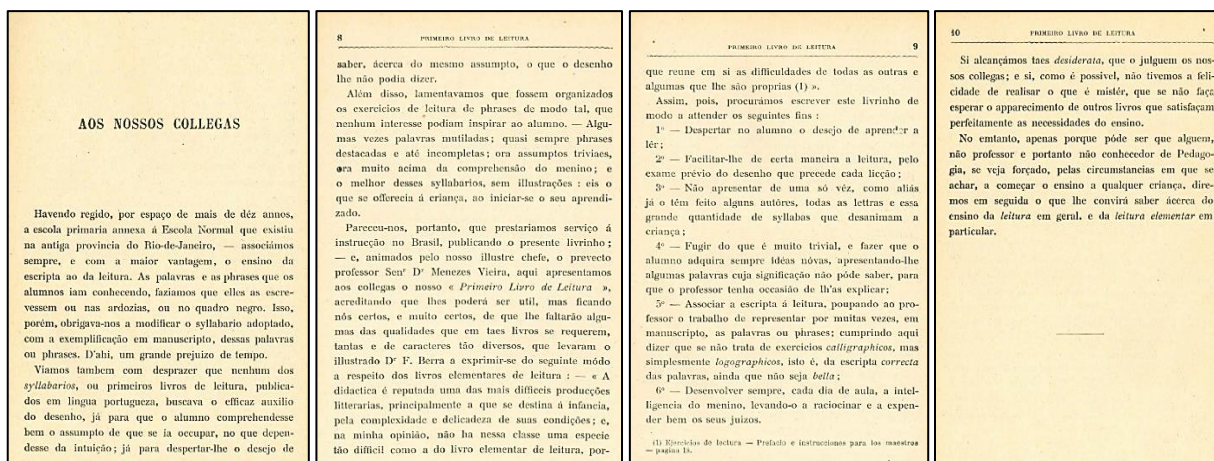 AOS NOSSOS COLLEGAS
Havendo regido, por espaço de mais de déz annos,
a escola primaria annexa á Escola Normal que existiu
na antiga provincia do Rio-de-Janeiro, — associámos
sempre, e com a maior vantagem, o ensino da
escripta ao da leitura. As palavras e as phrases que os
alumnos iam conhecendo, faziamos que elles as escre-
vessem ou nas ardozias, ou no quadro negro. Isso,
porém, obrigava-nos a modificar o syllabario adoptado,
com a exemplificação em manuscripto, dessas palavras
ou phrases. D'ahi, um grande prejuizo de tempo.
Viamos tambem com desprazer que nenhum dos
syllabarios, ou primeiros livros de leitura, publica-
dos em lingua portugueza, buscava o efficaz auxilio
do desenho, já para que o alumno comprehendesse
bem o assumpto de que se ia occupar, no que depen-
desse da intuição; já para despertar-lhe o desejo de
8 PRIMEIRO LIVRO DE LEITURA
saber, ácerca do mesmo assumpto, o que o desenho
lhe não podia dizer.
Além disso, lamentavamos que fossem organizados
os exercicios de leitura de phrases de modo tal, que
nenhum interesse podiam inspirar ao alumno. — Algu-
mas vezes palavras mutiladas; quasi sempre phrases
destacadas e até incompletas; ora assumptos triviaes,
ora muito acima da comprehensão do menino; e
o melhor desses syllabarios, sem illustrações : eis o
que se offerecia á criança, ao iniciar-se o seu aprendi-
zado.
Pareceu-nos, portanto, que prestariamos serviço á
instrucção no Brasil, publicando o presente livrinho;
— e, animados pelo nosso illustre chefe, o prevecto
professor Senr Dr Menezes Vieira, aqui apresentamos
aos collegas o nosso « Primeiro Livro de Leitura »,
acreditando que lhes poderá ser util, mas ficando
nós certos, e muito certos, de que lhe faltarão algu-
mas das qualidades que em taes livros se requerem,
tantas e de caracteres tão diversos, que levaram o
illustrado Dr F. Berra a exprimir-se do seguinte módo
a respeito dos livros elementares de leitura : — « A
didactica é reputada uma das mais difficeis producções
litterarias, principalmente a que se destina á infancia,
pela complexidade e delicadeza de suas condições; e,
na minha opinião, não ha nessa classe uma especie
tão difficil como a do livro elementar de leitura, por-
PRIMEIRO LIVRO DE LEITURA 9
que reune em si as difficuldades de todas as outras e
algumas que lhe são proprias (1) ».
Assim, pois, procurámos escrever este livrinho de
modo a attender os seguintes fins :
1º — Despertar no alumno o desejo de aprender a
lêr;
2º — Facilitar-lhe de certa maneira a leitura, pelo
exame prévio do desenho que precede cada licção;
3º — Não apresentar de uma só véz, como aliás
já o têm feito alguns autôres, todas as lettras e essa
grande quantidade de syllabas que desanimam a
criança;
4º — Fugir do que é muito trivial, e fazer que o
alumno adquira sempre idéas nóvas, apresentando-lhe
algumas palavras cuja significação não póde saber, para
que o professor tenha occasião de lh'as explicar;
5º — Associar a escripta á leitura, poupando ao pro-
fessor o trabalho de representar por muitas vezes, em
manuscripto, as palavras ou phrases; cumprindo aqui
dizer que se não trata de exercicios calligraphicos, mas
simplesmente logographicos, isto é, da escripta correcta
das palavras, ainda que não seja bella;
6º — Desenvolver sempre, cada dia de aula, a intel-
ligencia do menino, levando-o a raciocinar e a expen-
der bem os seus juizos.
(1) Ejercicios de lectura — Prefacio e instrucciones para los maestros
— pagina 18.
10 PRIMEIRO LIVRO DE LEITURA
Si alcançámos taes desiderata, que o julguem os nos-
sos collegas; e si, como é possivel, não tivemos a feli-
cidade de realisar o que é mistér, que se não faça
esperar o apparecimento de outros livros que satisfaçam
perfeitamente as necessidades do ensino.
No emtanto, apenas porque póde ser que alguem,
não professor e portanto não conhecedor de Pedago-
gia, se veja forçado, pelas circumstancias em que se
achar, a começar o ensino a qualquer criança, dire-
mos em seguida o que lhe convirá saber ácerca do
ensino da leitura em geral, e da leitura elementar em
particular.